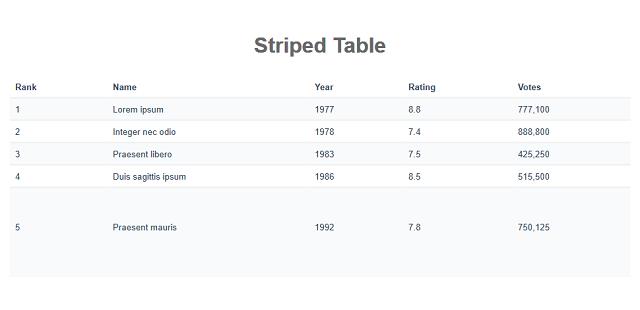 Striped Table
Rank Name Year Rating Votes
1 Lorem ipsum 1977 8.8 777,100
2 Integer nec odio 1978 7.4 888,800
3 Praesent libero 1983 7.5 425,250
4 Duis sagittis ipsum 1986 8.5 515,500
5 Praesent mauris 1992 7.8 750,125